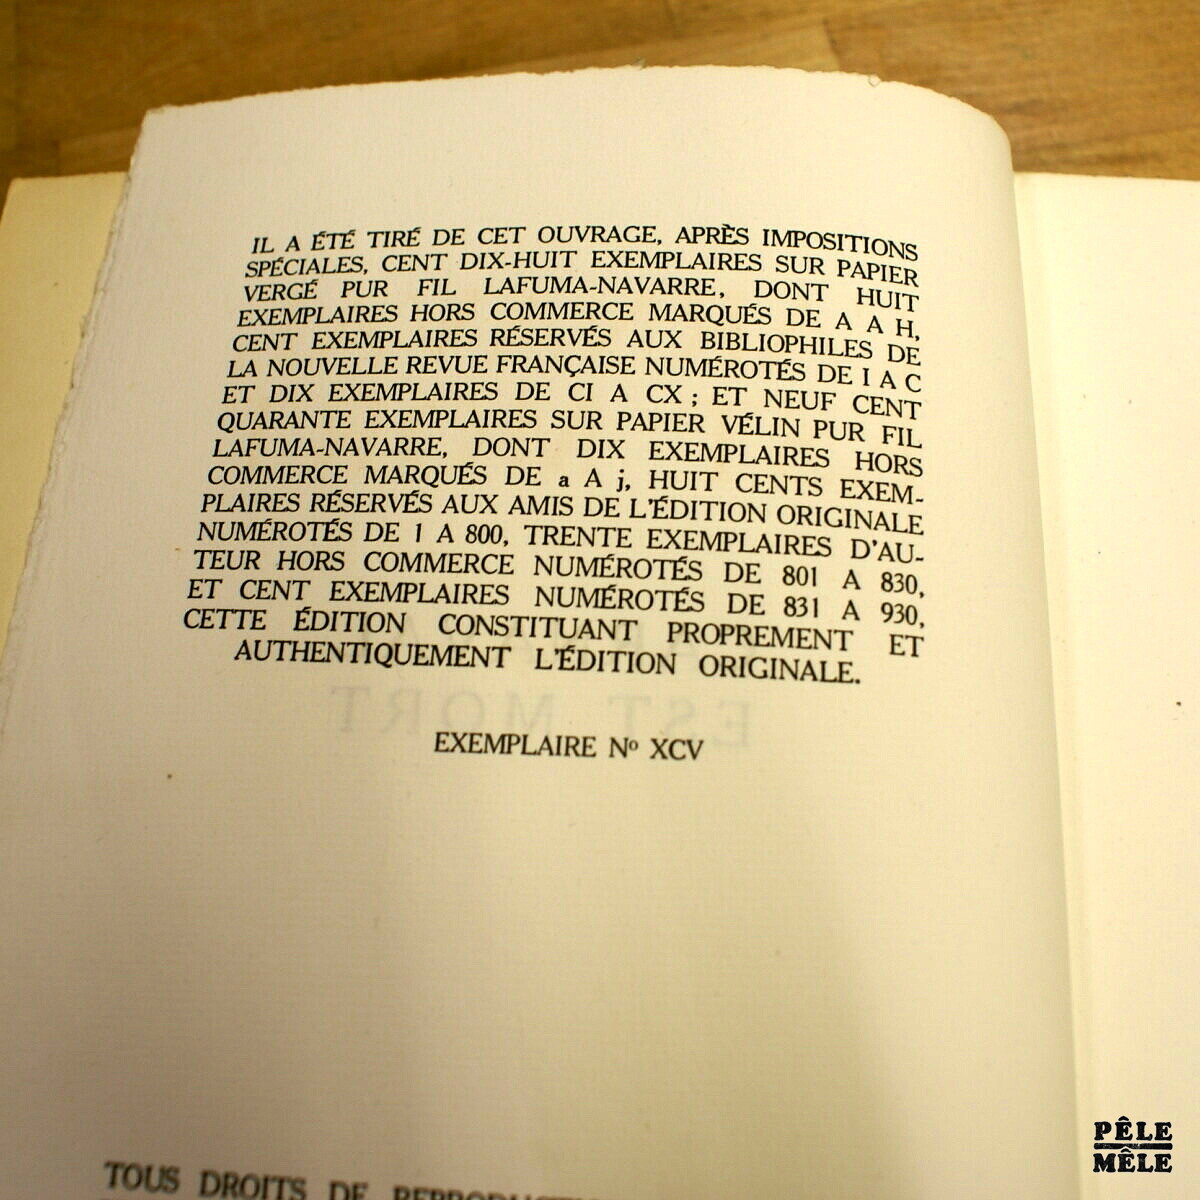 IL A ÉTÉ TIRÉ DE CET OUVRAGE, APRÈS IMPOSITIONS
SPÉCIALES, CENT DIX-HUIT EXEMPLAIRES SUR PAPIER
VERGÉ PUR FIL LAFUMA-NAVARRE, DONT HUIT
EXEMPLAIRES HORS COMMERCE MARQUÉS DE A A H,
CENT EXEMPLAIRES RÉSERVÉS AUX BIBLIOPHILES DE
LA NOUVELLE REVUE FRANÇAISE NUMÉROTÉS DE I A C
ET DIX EXEMPLAIRES DE CI A CX ; ET NEUF CENT
QUARANTE EXEMPLAIRES SUR PAPIER VÉLIN PUR FIL
LAFUMA-NAVARRE, DONT DIX EXEMPLAIRES HORS
COMMERCE MARQUÉS DE a A j, HUIT CENTS EXEM-
PLAIRES RÉSERVÉS AUX AMIS DE L'ÉDITION ORIGINALE
NUMÉROTÉS DE 1 A 800, TRENTE EXEMPLAIRES D'AU-
TEUR HORS COMMERCE NUMÉROTÉS DE 801 A 830,
ET CENT EXEMPLAIRES NUMÉROTÉS DE 831 A 930,
CETTE ÉDITION CONSTITUANT PROPREMENT ET
AUTHENTIQUEMENT L'ÉDITION ORIGINALE.
EST MORT
EXEMPLAIRE Nº XCV
TOUS DROITS DE
PÊLE
MÊLE